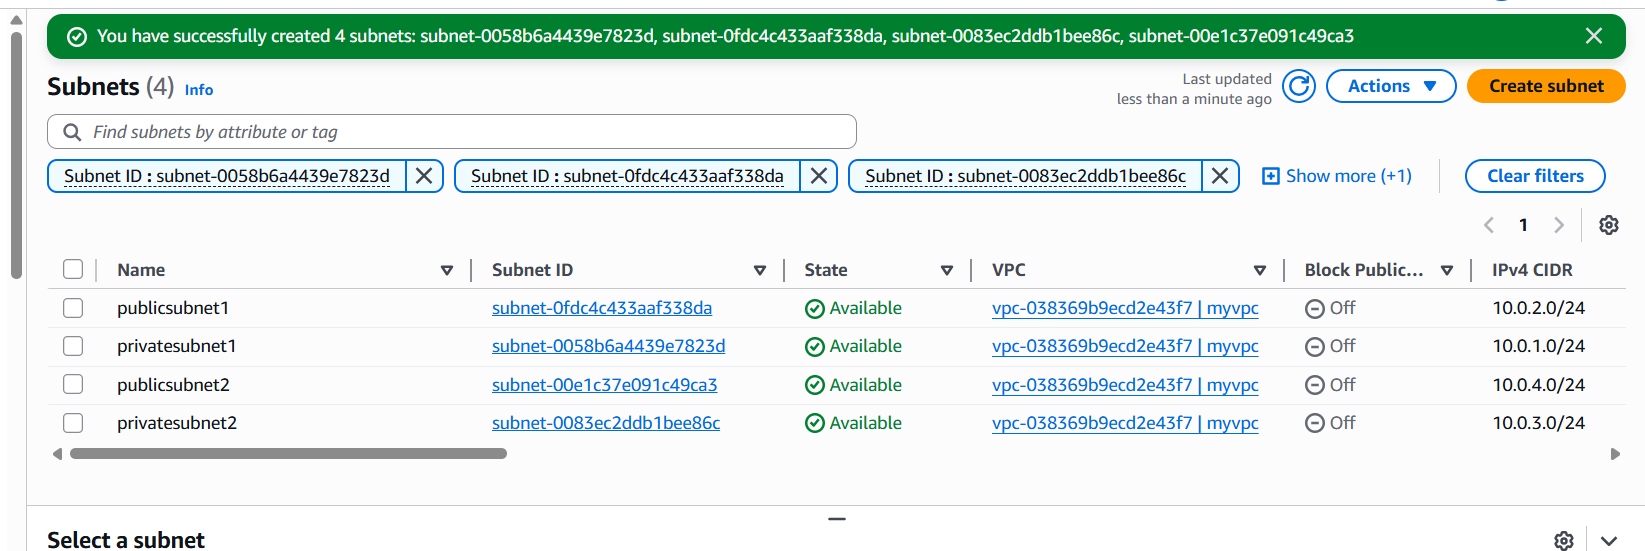 You have successfully created 4 subnets: subnet-0058b6a4439e7823d, subnet-0fdc4c433aaf338da, subnet-0083ec2ddb1bee86c, subnet-00e1c37e091c49ca3
Subnets (4) Info
Last updated
less than a minute ago
Actions
Create subnet
Find subnets by attribute or tag
Subnet ID : subnet-0058b6a4439e7823d
Subnet ID : subnet-0fdc4c433aaf338da
Subnet ID : subnet-0083ec2ddb1bee86c
Show more (+1)
Clear filters
1
Name Subnet ID State VPC Block Public... IPv4 CIDR
publicsubnet1 subnet-0fdc4c433aaf338da Available vpc-038369b9ecd2e43f7 | myvpc Off 10.0.2.0/24
privatesubnet1 subnet-0058b6a4439e7823d Available vpc-038369b9ecd2e43f7 | myvpc Off 10.0.1.0/24
publicsubnet2 subnet-00e1c37e091c49ca3 Available vpc-038369b9ecd2e43f7 | myvpc Off 10.0.4.0/24
privatesubnet2 subnet-0083ec2ddb1bee86c Available vpc-038369b9ecd2e43f7 | myvpc Off 10.0.3.0/24
Select a subnet